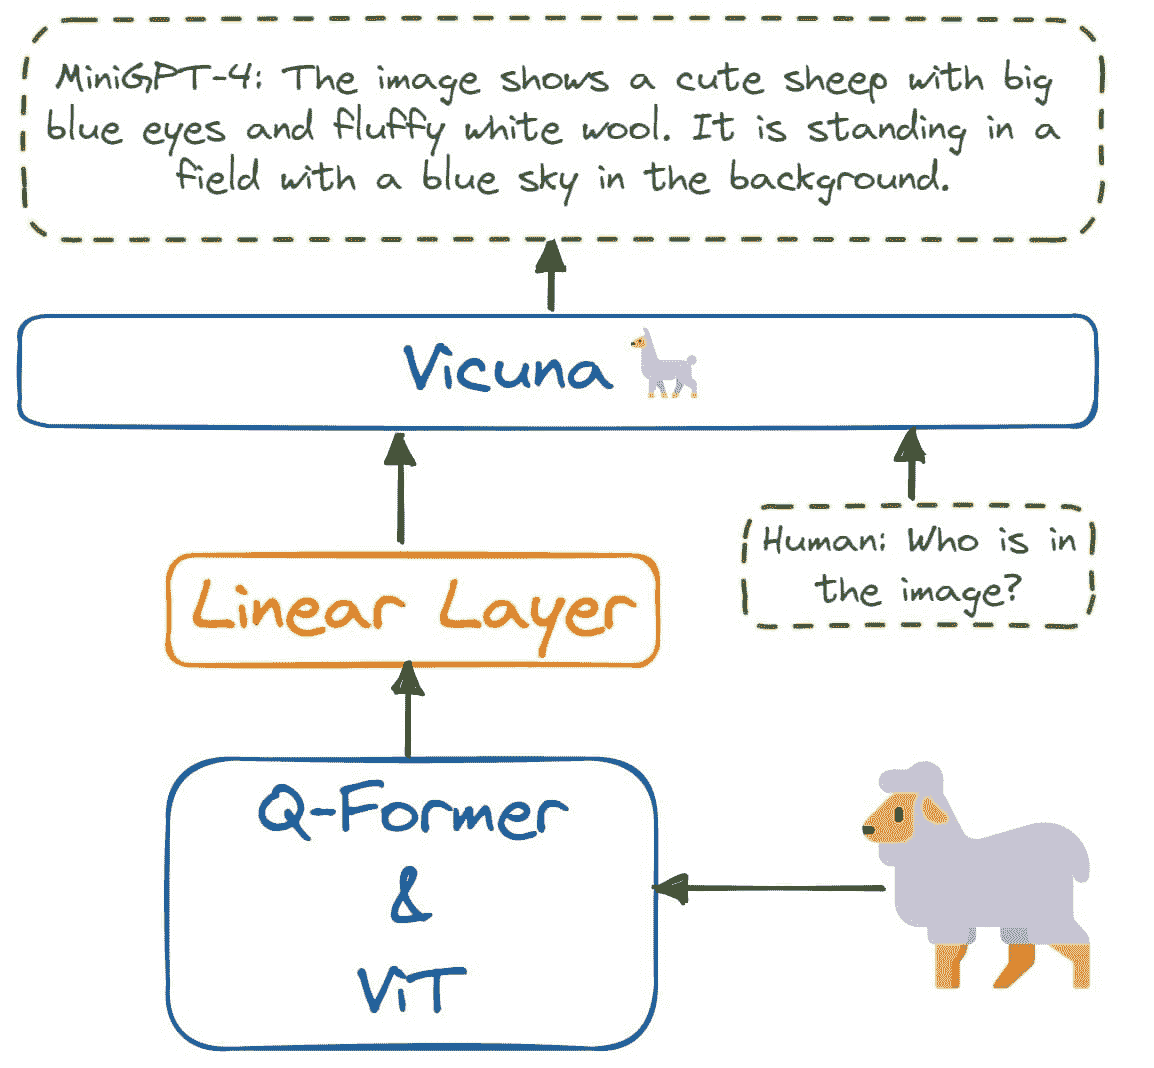 MiniGPT-4: The image shows a cute sheep with big
blue eyes and fluffy white wool. It is standing in a
field with a blue sky in the background.
Vicuna
Linear Layer
Human: Who is in
the image?
Q-Former
&
ViT